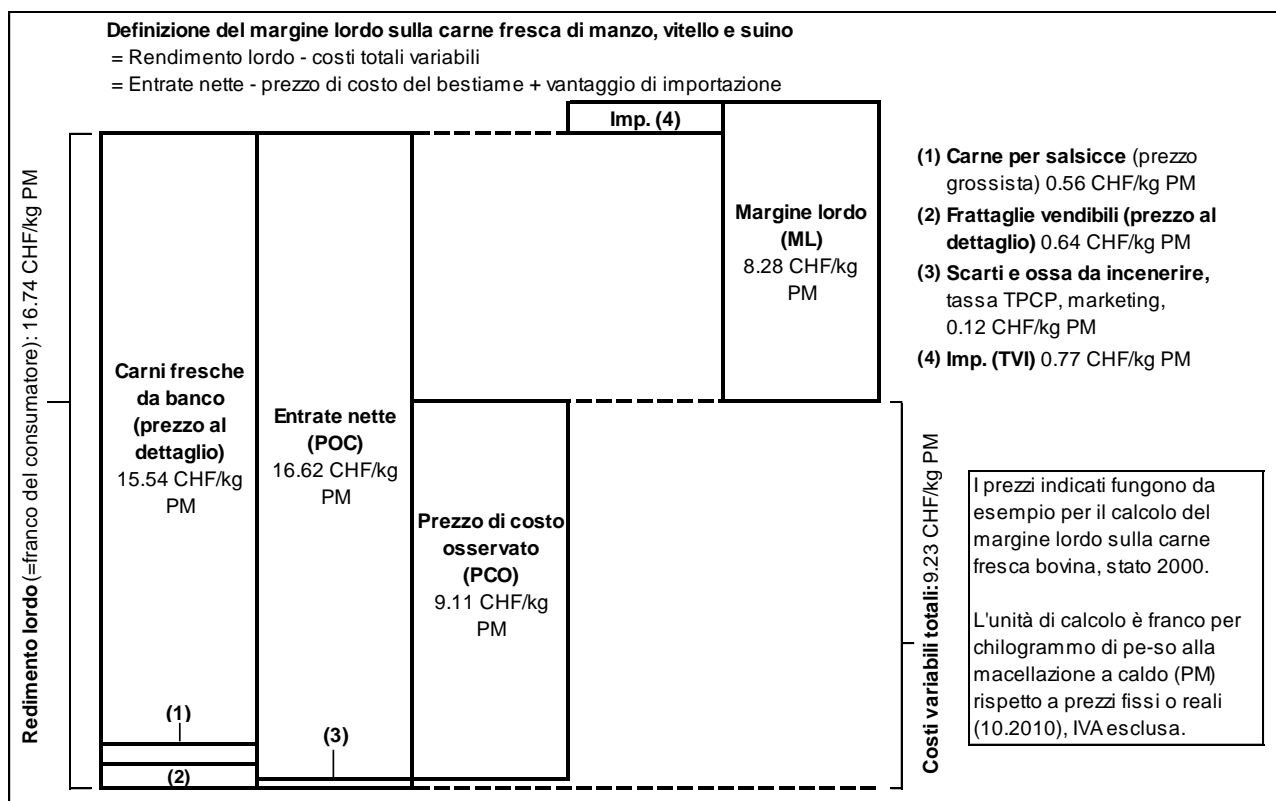 Definizione del margine lordo sulla carne fresca di manzo, vitello e suino
= Rendimento lordo - costi totali variabili
= Entrate nette - prezzo di costo del bestiame + vantaggio di importazione
Redimento lordo (=franco del consumatore): 16.74 CHF/kg PM
Carni fresche
da banco
(prezzo al
dettaglio)
15.54 CHF/kg
PM
(1)
(2)
Entrate nette
(POC)
16.62 CHF/kg
PM
(3)
Prezzo di costo
osservato
(PCO)
9.11 CHF/kg
PM
Imp. (4)
Margine lordo
(ML)
8.28 CHF/kg
PM
Costi variabili totali:9.23 CHF/kg PM
(1) Carne per salsicce (prezzo
grossista) 0.56 CHF/kg PM
(2) Frattaglie vendibili (prezzo al
dettaglio) 0.64 CHF/kg PM
(3) Scarti e ossa da incenerire,
tassa TPCP, marketing,
0.12 CHF/kg PM
(4) Imp. (TVI) 0.77 CHF/kg PM
I prezzi indicati fungono da
esempio per il calcolo del
margine lordo sulla carne
fresca bovina, stato 2000.
L'unità di calcolo è franco per
chilogrammo di pe-so alla
macellazione a caldo (PM)
rispetto a prezzi fissi o reali
(10.2010), IVA esclusa.